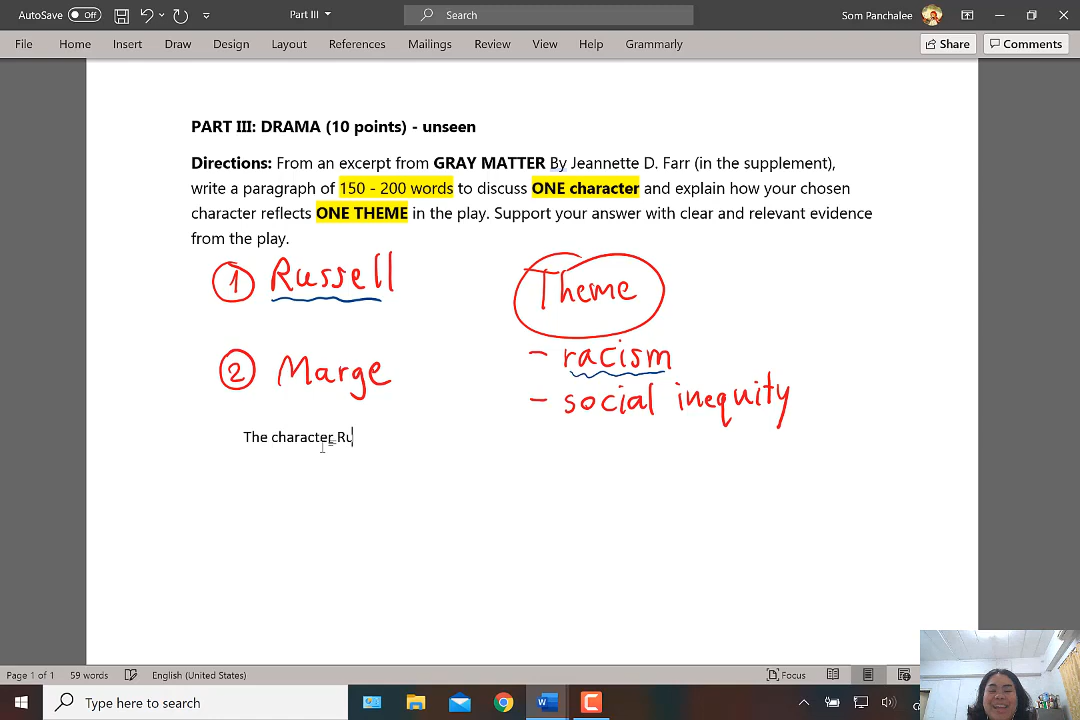 AutoSave Off Part III Search Som Panchalee
File Home Insert Draw Design Layout References Mailings Review View Help Grammarly Share Comments
PART III: DRAMA (10 points) - unseen
Directions: From an excerpt from GRAY MATTER By Jeannette D. Farr (in the supplement),
write a paragraph of 150 - 200 words to discuss ONE character and explain how your chosen
character reflects ONE THEME in the play. Support your answer with clear and relevant evidence
from the play.
1 Russell Theme
- racism
2 Marge
- social inequity
The character Ru
Page 1 of 1 59 words English (United States) Focus
Type here to search